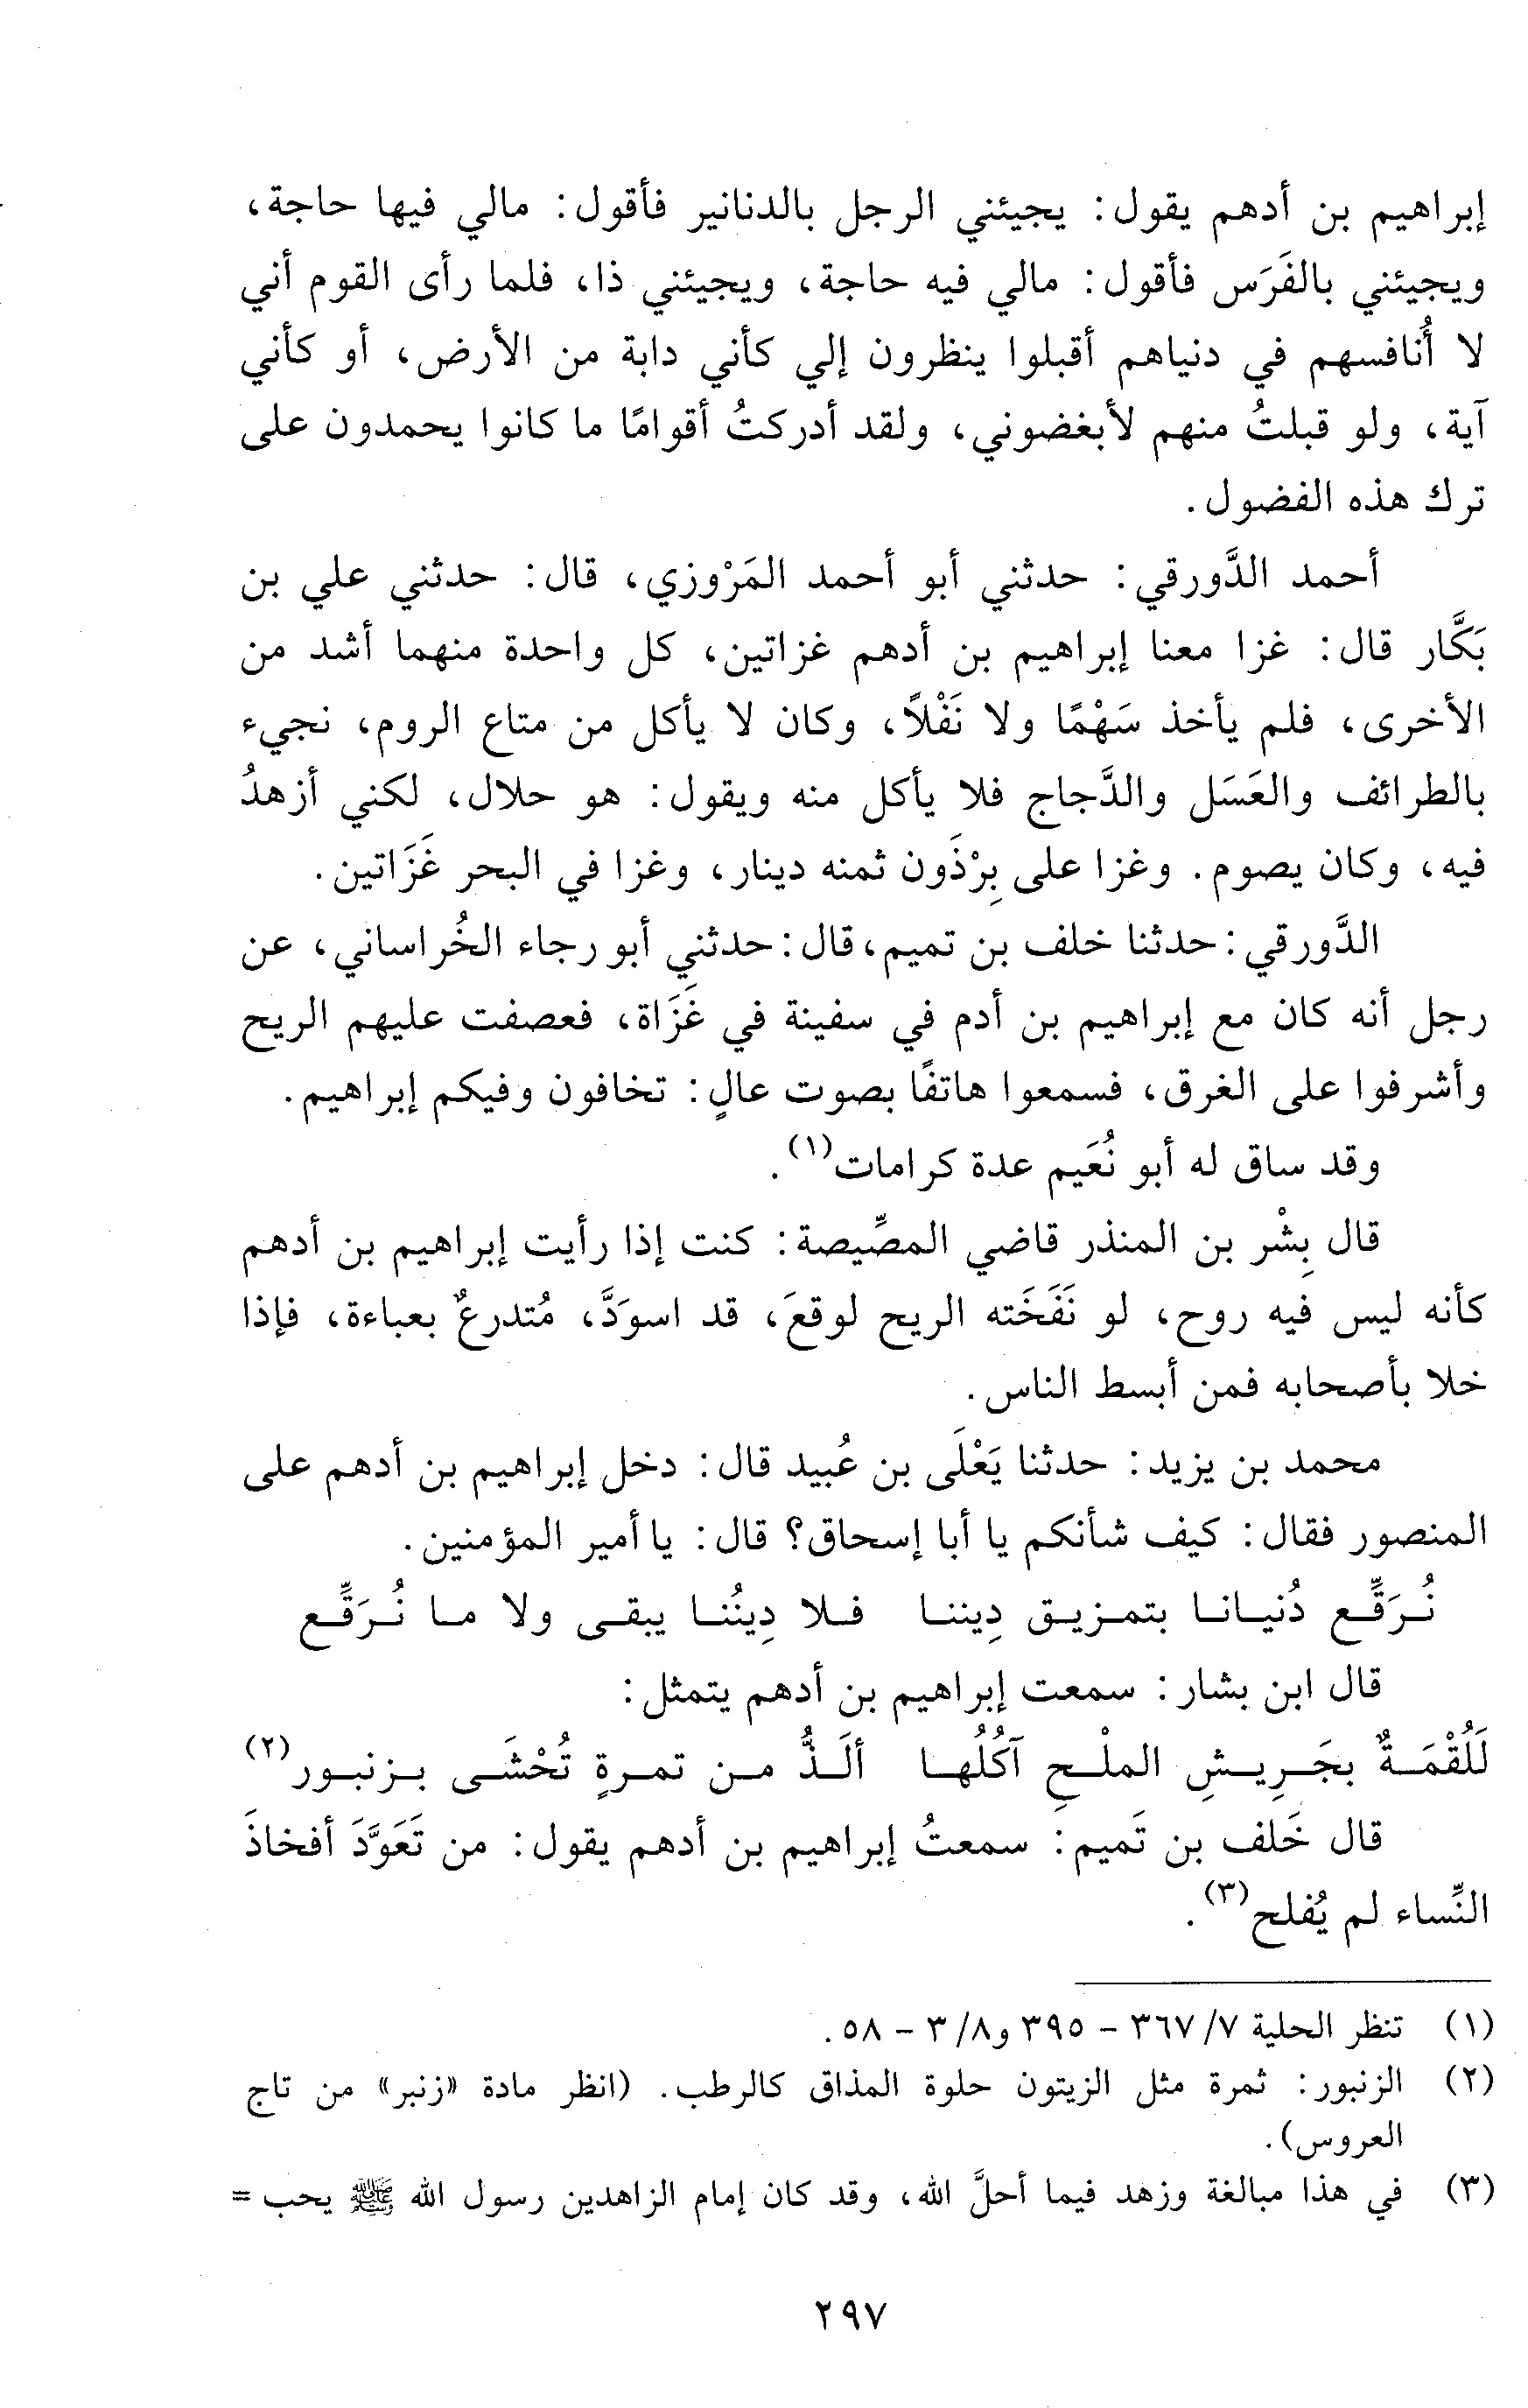 إبراهيم بن أدهم يقول: يجيئني الرجل بالدنانير فأقول: مالي فيها حاجة،
ويجيئني بالفَرَس فأقول: مالي فيه حاجة، ويجيئني ذا، فلما رأى القوم أني
لا أُنافسهم في دنياهم أقبلوا ينظرون إلي كأني دابة من الأرض، أو كأني
آية، ولو قبلتُ منهم لأبغضوني، ولقد أدركتُ أقوامًا ما كانوا يحمدون على
ترك هذه الفضول.
أحمد الدَّورقي: حدثني أبو أحمد المَرْوزي، قال: حدثني علي بن
بَكَّار قال: غزا معنا إبراهيم بن أدهم غزاتين، كل واحدة منهما أشد من
الأخرى، فلم يأخذ سَهْمًا ولا نَفْلاً، وكان لا يأكل من متاع الروم، نجيء
بالطرائف والعَسَل والدَّجاج فلا يأكل منه ويقول: هو حلال، لكني أزهدُ
فيه، وكان يصوم. وغزا على بِرْذَون ثمنه دينار، وغزا في البحر غَزَاتين.
الدَّورقي: حدثنا خلف بن تميم، قال: حدثني أبو رجاء الخُراساني، عن
رجل أنه كان مع إبراهيم بن أدم في سفينة في غَزَاة، فعصفت عليهم الريح
وأشرفوا على الغرق، فسمعوا هاتفًا بصوت عالٍ: تخافون وفيكم إبراهيم.
وقد ساق له أبو نُعَيم عدة كرامات(١).
قال بِشْر بن المنذر قاضي المصِّيصة: كنت إذا رأيت إبراهيم بن أدهم
كأنه ليس فيه روح، لو نَفَخَته الريح لوقعَ، قد اسوَدَّ، مُتدرعٌ بعباءة، فإذا
خلا بأصحابه فمن أبسط الناس.
محمد بن يزيد: حدثنا يَعْلَى بن عُبيد قال: دخل إبراهيم بن أدهم على
المنصور فقال: كيف شأنكم يا أبا إسحاق؟ قال: يا أمير المؤمنين.
نُرَقِّع دُنيانا بتمزيق دِيننا فلا دِينُنا يبقى ولا ما نُرَقِّع
قال ابن بشار: سمعت إبراهيم بن أدهم يتمثل:
لَلُقْمَةٌ بجَرِيشِ الملْحِ آكُلُها ألَذُّ من تمرةٍ تُحْشَى بزنبور(٢)
قال خَلف بن تَميم: سمعتُ إبراهيم بن أدهم يقول: من تَعَوَّدَ أفخاذَ
النِّساء لم يُفلح(٣).
(١) تنظر الحلية ٧/ ٣٦٧ - ٣٩٥ و٨/ ٣ - ٥٨.
(٢) الزنبور: ثمرة مثل الزيتون حلوة المذاق كالرطب. (انظر مادة «زنبر» من تاج
العروس).
(٣) في هذا مبالغة وزهد فيما أحلَّ الله، وقد كان إمام الزاهدين رسول الله ﷺ يحب =
٢٩٧